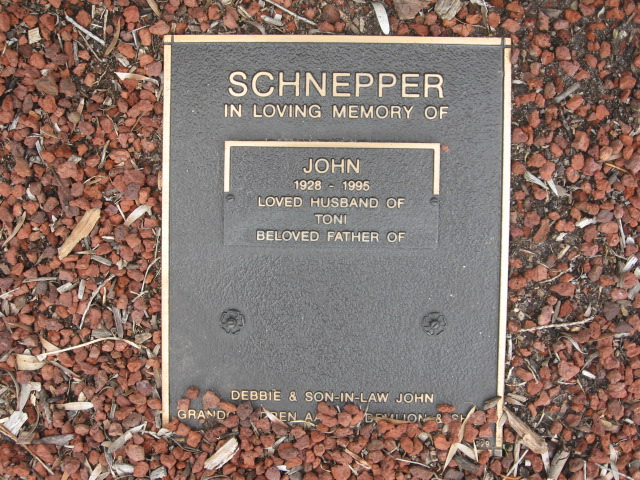 SCHNEPPER
IN LOVING MEMORY OF
JOHN
1928 - 1995
LOVED HUSBAND OF
TONI
BELOVED FATHER OF
DEBBIE & SON-IN-LAW JOHN
&
29